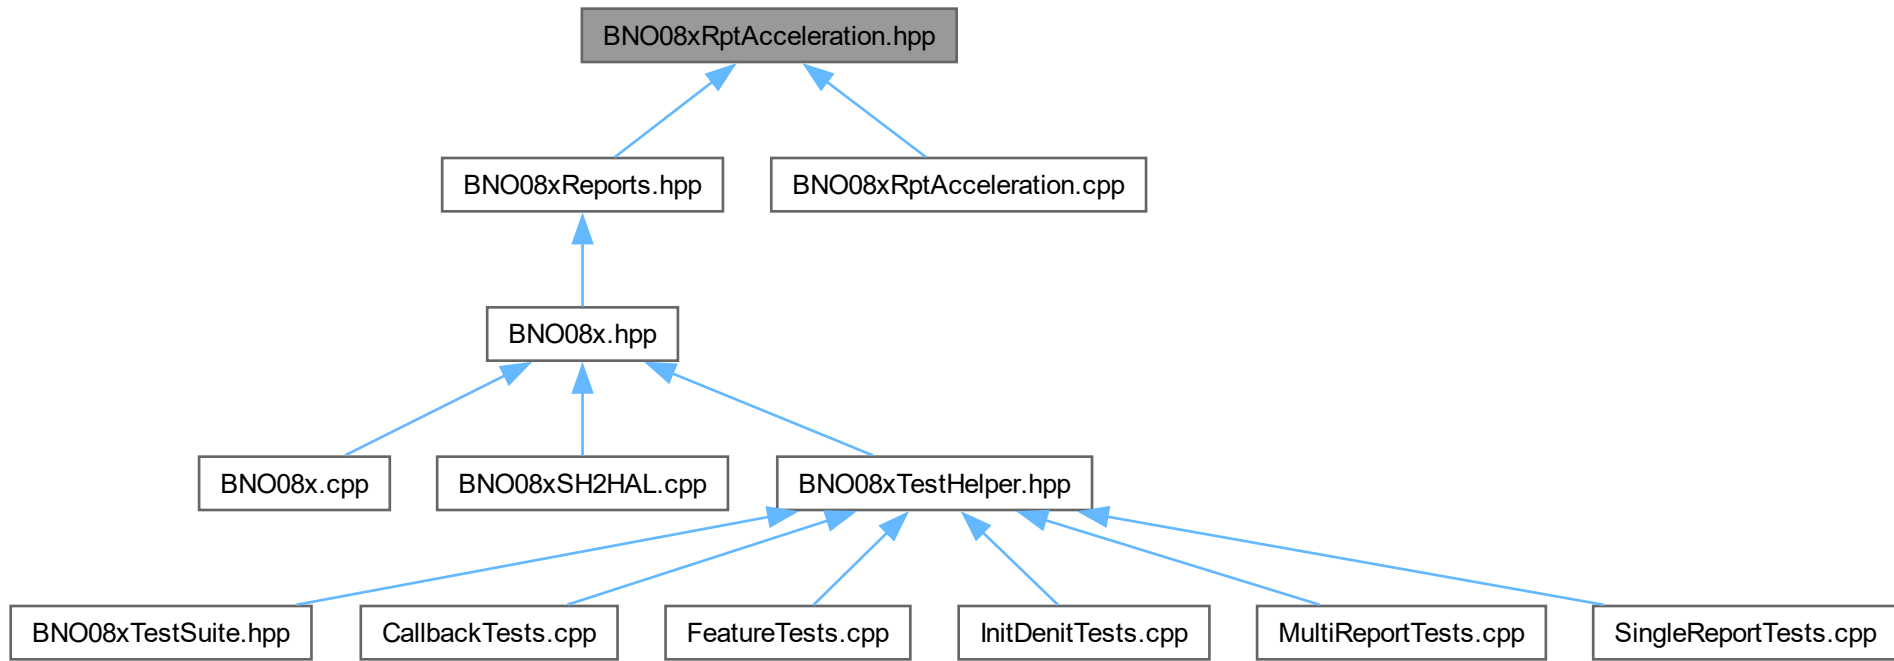 BNO08xRptAcceleration.hpp
BNO08xReports.hpp
BNO08xRptAcceleration.cpp
BNO08x.hpp
BNO08x.cpp
BNO08xSH2HAL.cpp
BNO08xTestHelper.hpp
BNO08xTestSuite.hpp
CallbackTests.cpp
FeatureTests.cpp
InitDenitTests.cpp
MultiReportTests.cpp
SingleReportTests.cpp